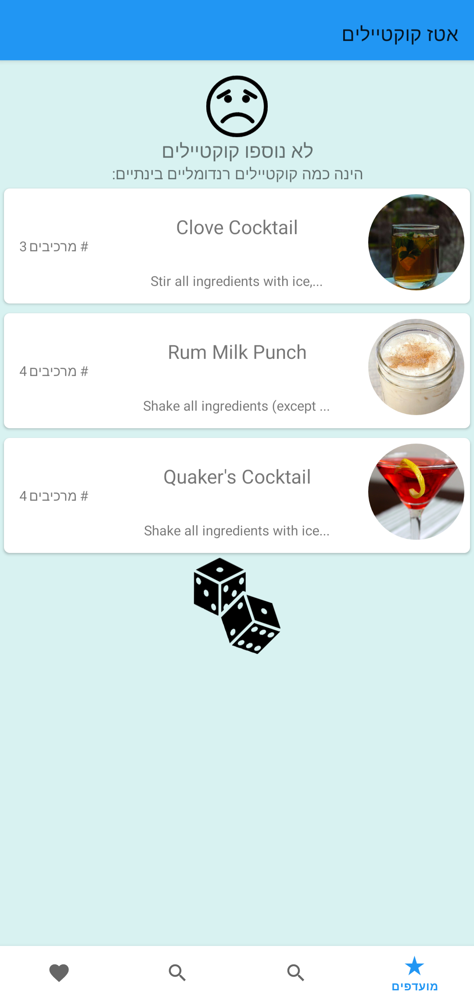 אטז קוקטיילים
לא נוספו קוקטיילים
הינה כמה קוקטיילים רנדומליים בינתיים:
Clove Cocktail
# מרכיבים 3
Stir all ingredients with ice,...
Rum Milk Punch
# מרכיבים 4
Shake all ingredients (except ...
Quaker's Cocktail
# מרכיבים 4
Shake all ingredients with ice...
מועדפים